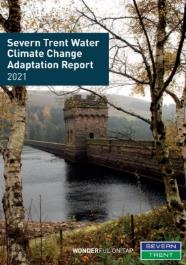 Severn Trent Water
Climate Change
Adaptation Report
2021
WONDERFUL ON TAP
SEVERN
TRENT